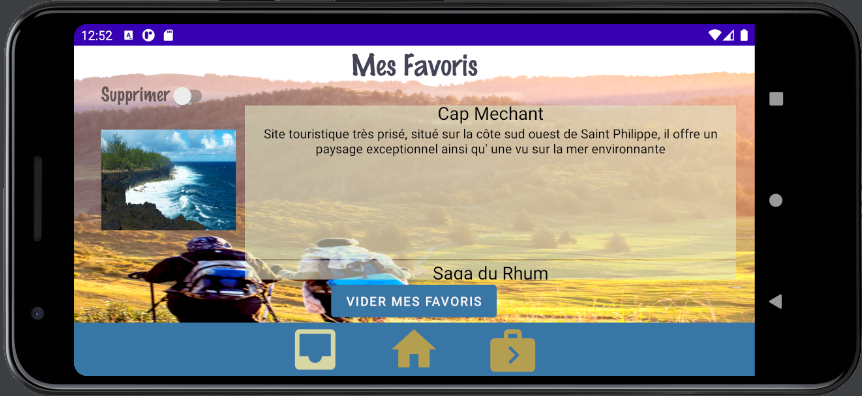 12:52
Mes Favoris
Supprimer
Cap Mechant
Site touristique très prisé, situé sur la côte sud ouest de Saint Philippe, il offre un
paysage exceptionnel ainsi qu' une vu sur la mer environnante
Saga du Rhum
VIDER MES FAVORIS